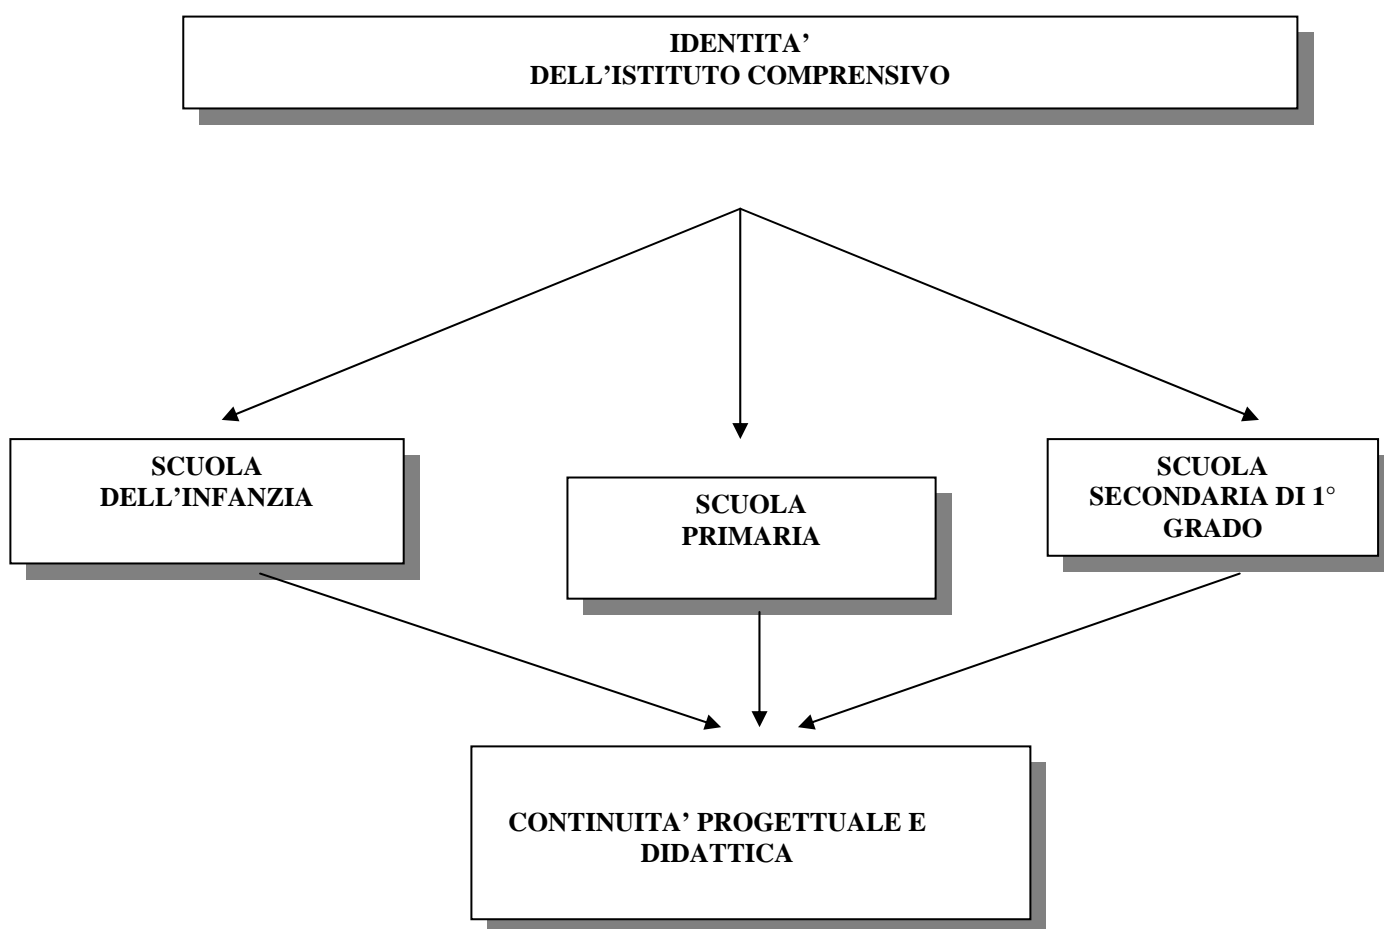 IDENTITA’
DELL’ISTITUTO COMPRENSIVO
SCUOLA
DELL’INFANZIA
SCUOLA
PRIMARIA
SCUOLA
SECONDARIA DI 1°
GRADO
CONTINUITA’ PROGETTUALE E
DIDATTICA